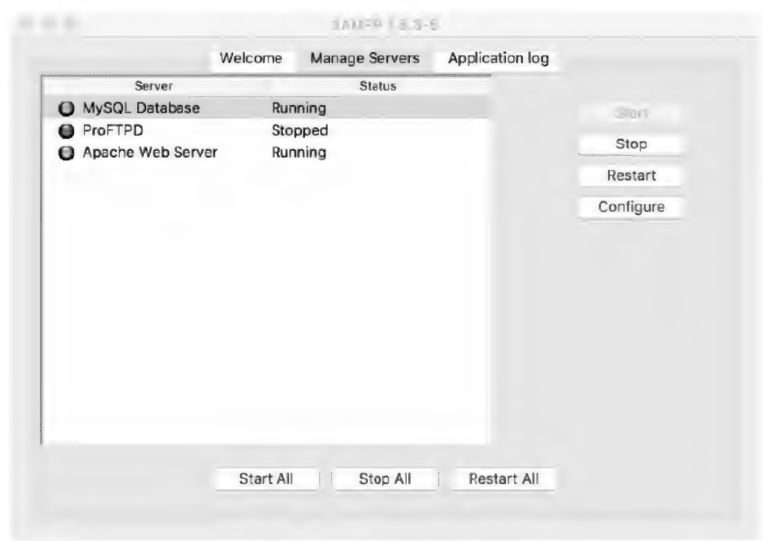 Welcome Manage Servers Application log
Server Status
MySQL Database Running
ProFTPD Stopped
Apache Web Server Running
Start
Stop
Restart
Configure
Start All Stop All Restart All